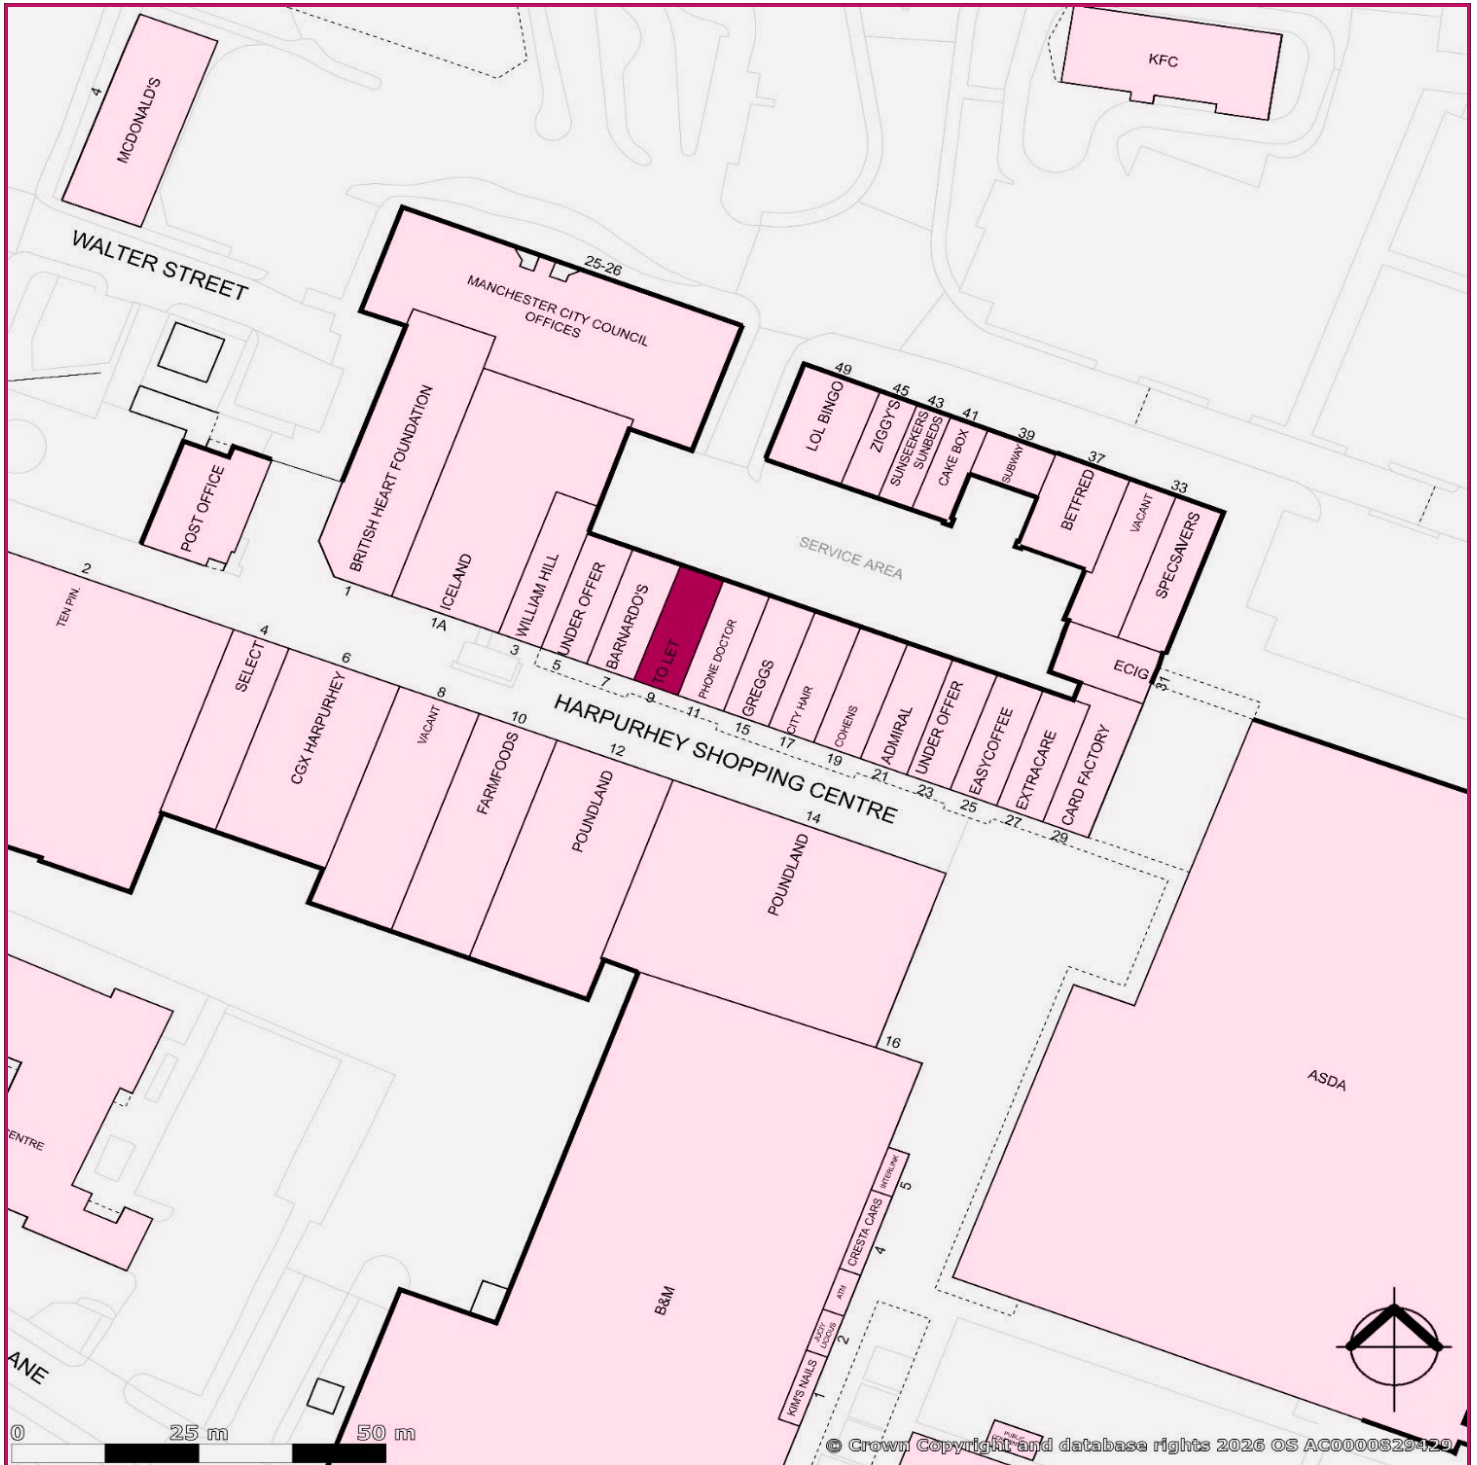 KFC
4
MCDONALD'S
WALTER STREET
25-26
MANCHESTER CITY COUNCIL
OFFICES
49
45
43
41
39
37
33
LOL BINGO
ZIGGY'S
SUNSEEKERS
SUNBEDS
CAKE BOX
SUBWAY
BETFRED
VACANT
SPECSAVERS
BRITISH HEART FOUNDATION
POST OFFICE
SERVICE AREA
ICELAND
WILLIAM HILL
UNDER OFFER
BARNARDO'S
TO LET
PHONE DOCTOR
GREGGS
CITY HAIR
COHENS
ADMIRAL
UNDER OFFER
EASYCOFFEE
EXTRACARE
CARD FACTORY
ECIG
31
1
1A
3
5
7
9
11
15
17
19
21
23
25
27
29
HARPURHEY SHOPPING CENTRE
2
4
6
8
10
12
14
TEN PIN.
SELECT
CGX HARPURHEY
VACANT
FARMFOODS
POUNDLAND
POUNDLAND
16
ASDA
ENTRE
B&M
INTERLINK
5
CRESTA CARS
4
ATM
JUCIY
LICIOUS
2
KIM'S NAILS
1
ANE
0 25 m 50 m
PUBLIC
© Crown Copyright and database rights 2026 OS AC0000829429